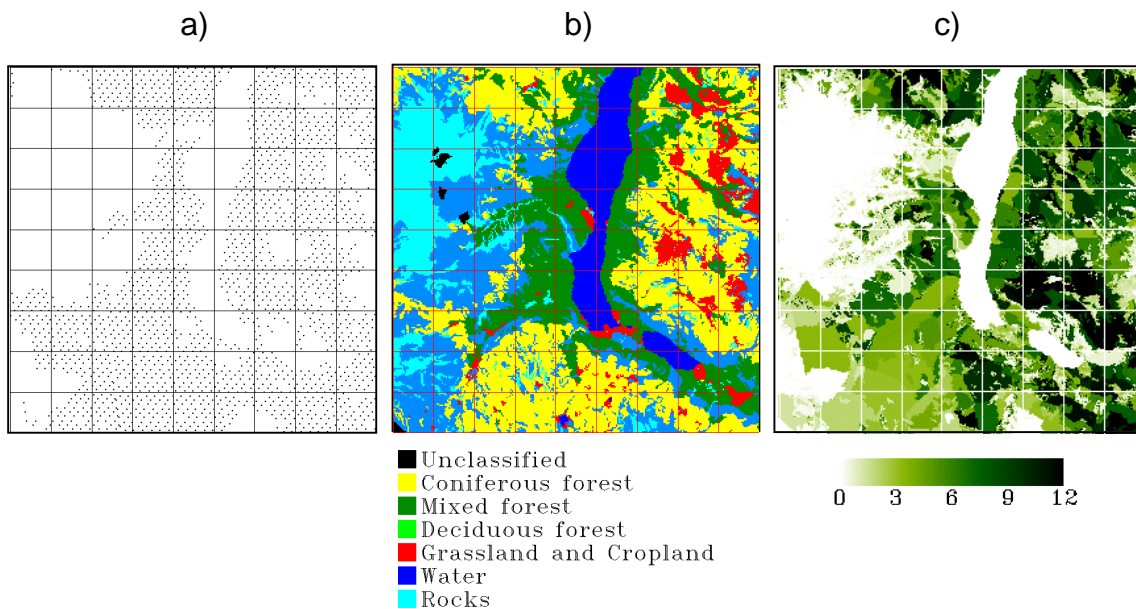 a) b) c)
Unclassified
Coniferous forest
Mixed forest
Deciduous forest
Grassland and Cropland
Water
Rocks
0 3 6 9 12